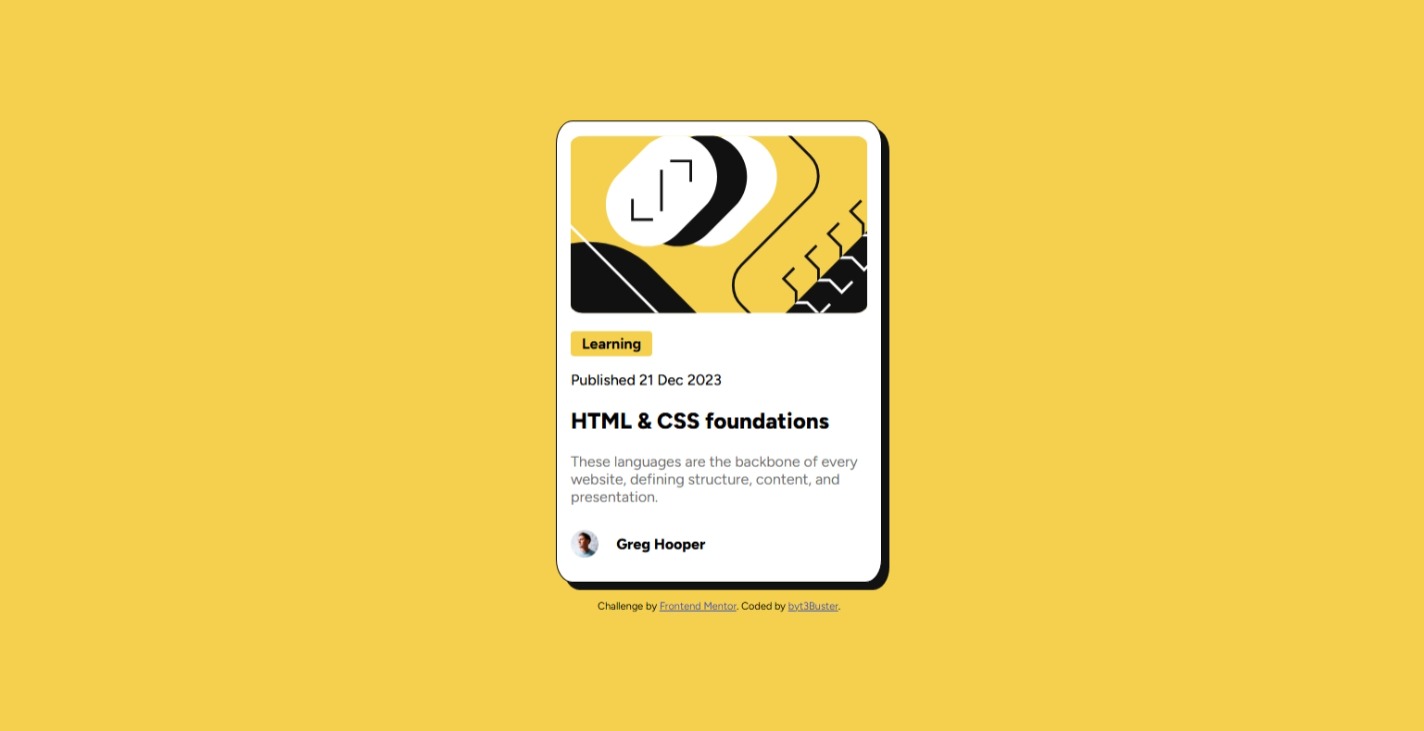 Learning
Published 21 Dec 2023
HTML & CSS foundations
These languages are the backbone of every
website, defining structure, content, and
presentation.
Greg Hooper
Challenge by Frontend Mentor. Coded by byt3Buster.